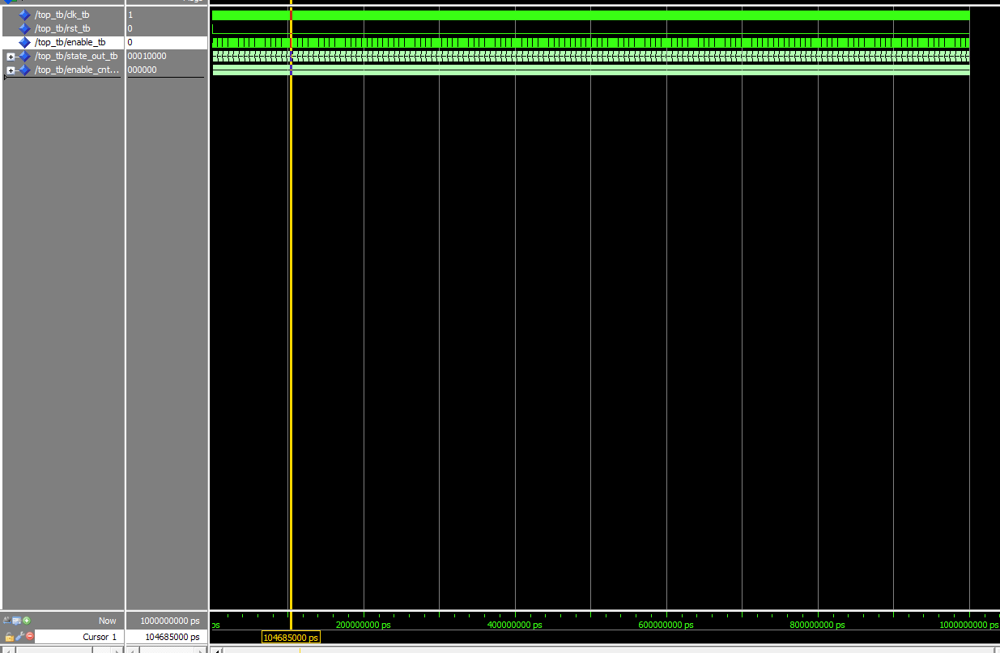 /top_tb/clk_tb 1
/top_tb/rst_tb 0
/top_tb/enable_tb 0
/top_tb/state_out_tb 00010000
/top_tb/enable_cnt... 000000
Now 1000000000 ps
ps 200000000 ps 400000000 ps 600000000 ps 800000000 ps 1000000000 ps
Cursor 1 104685000 ps 104685000 ps